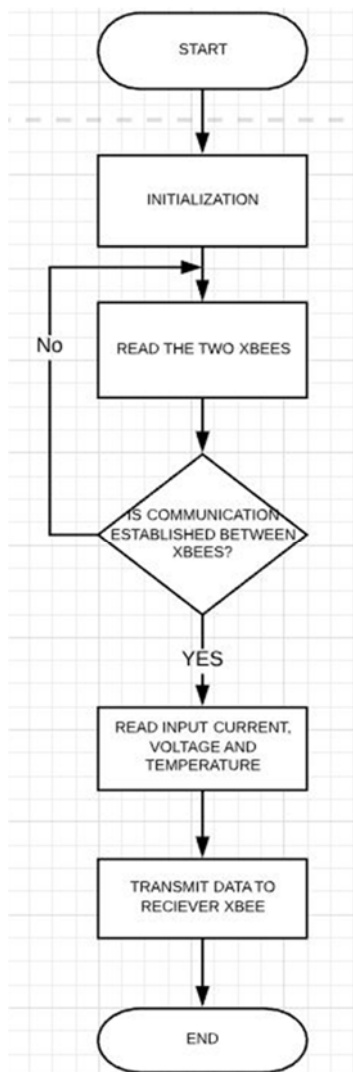 START
INITIALIZATION
READ THE TWO XBEES
No
IS COMMUNICATION
ESTABLISHED BETWEEN
XBEES?
YES
READ INPUT CURRENT,
VOLTAGE AND
TEMPERATURE
TRANSMIT DATA TO
RECIEVER XBEE
END